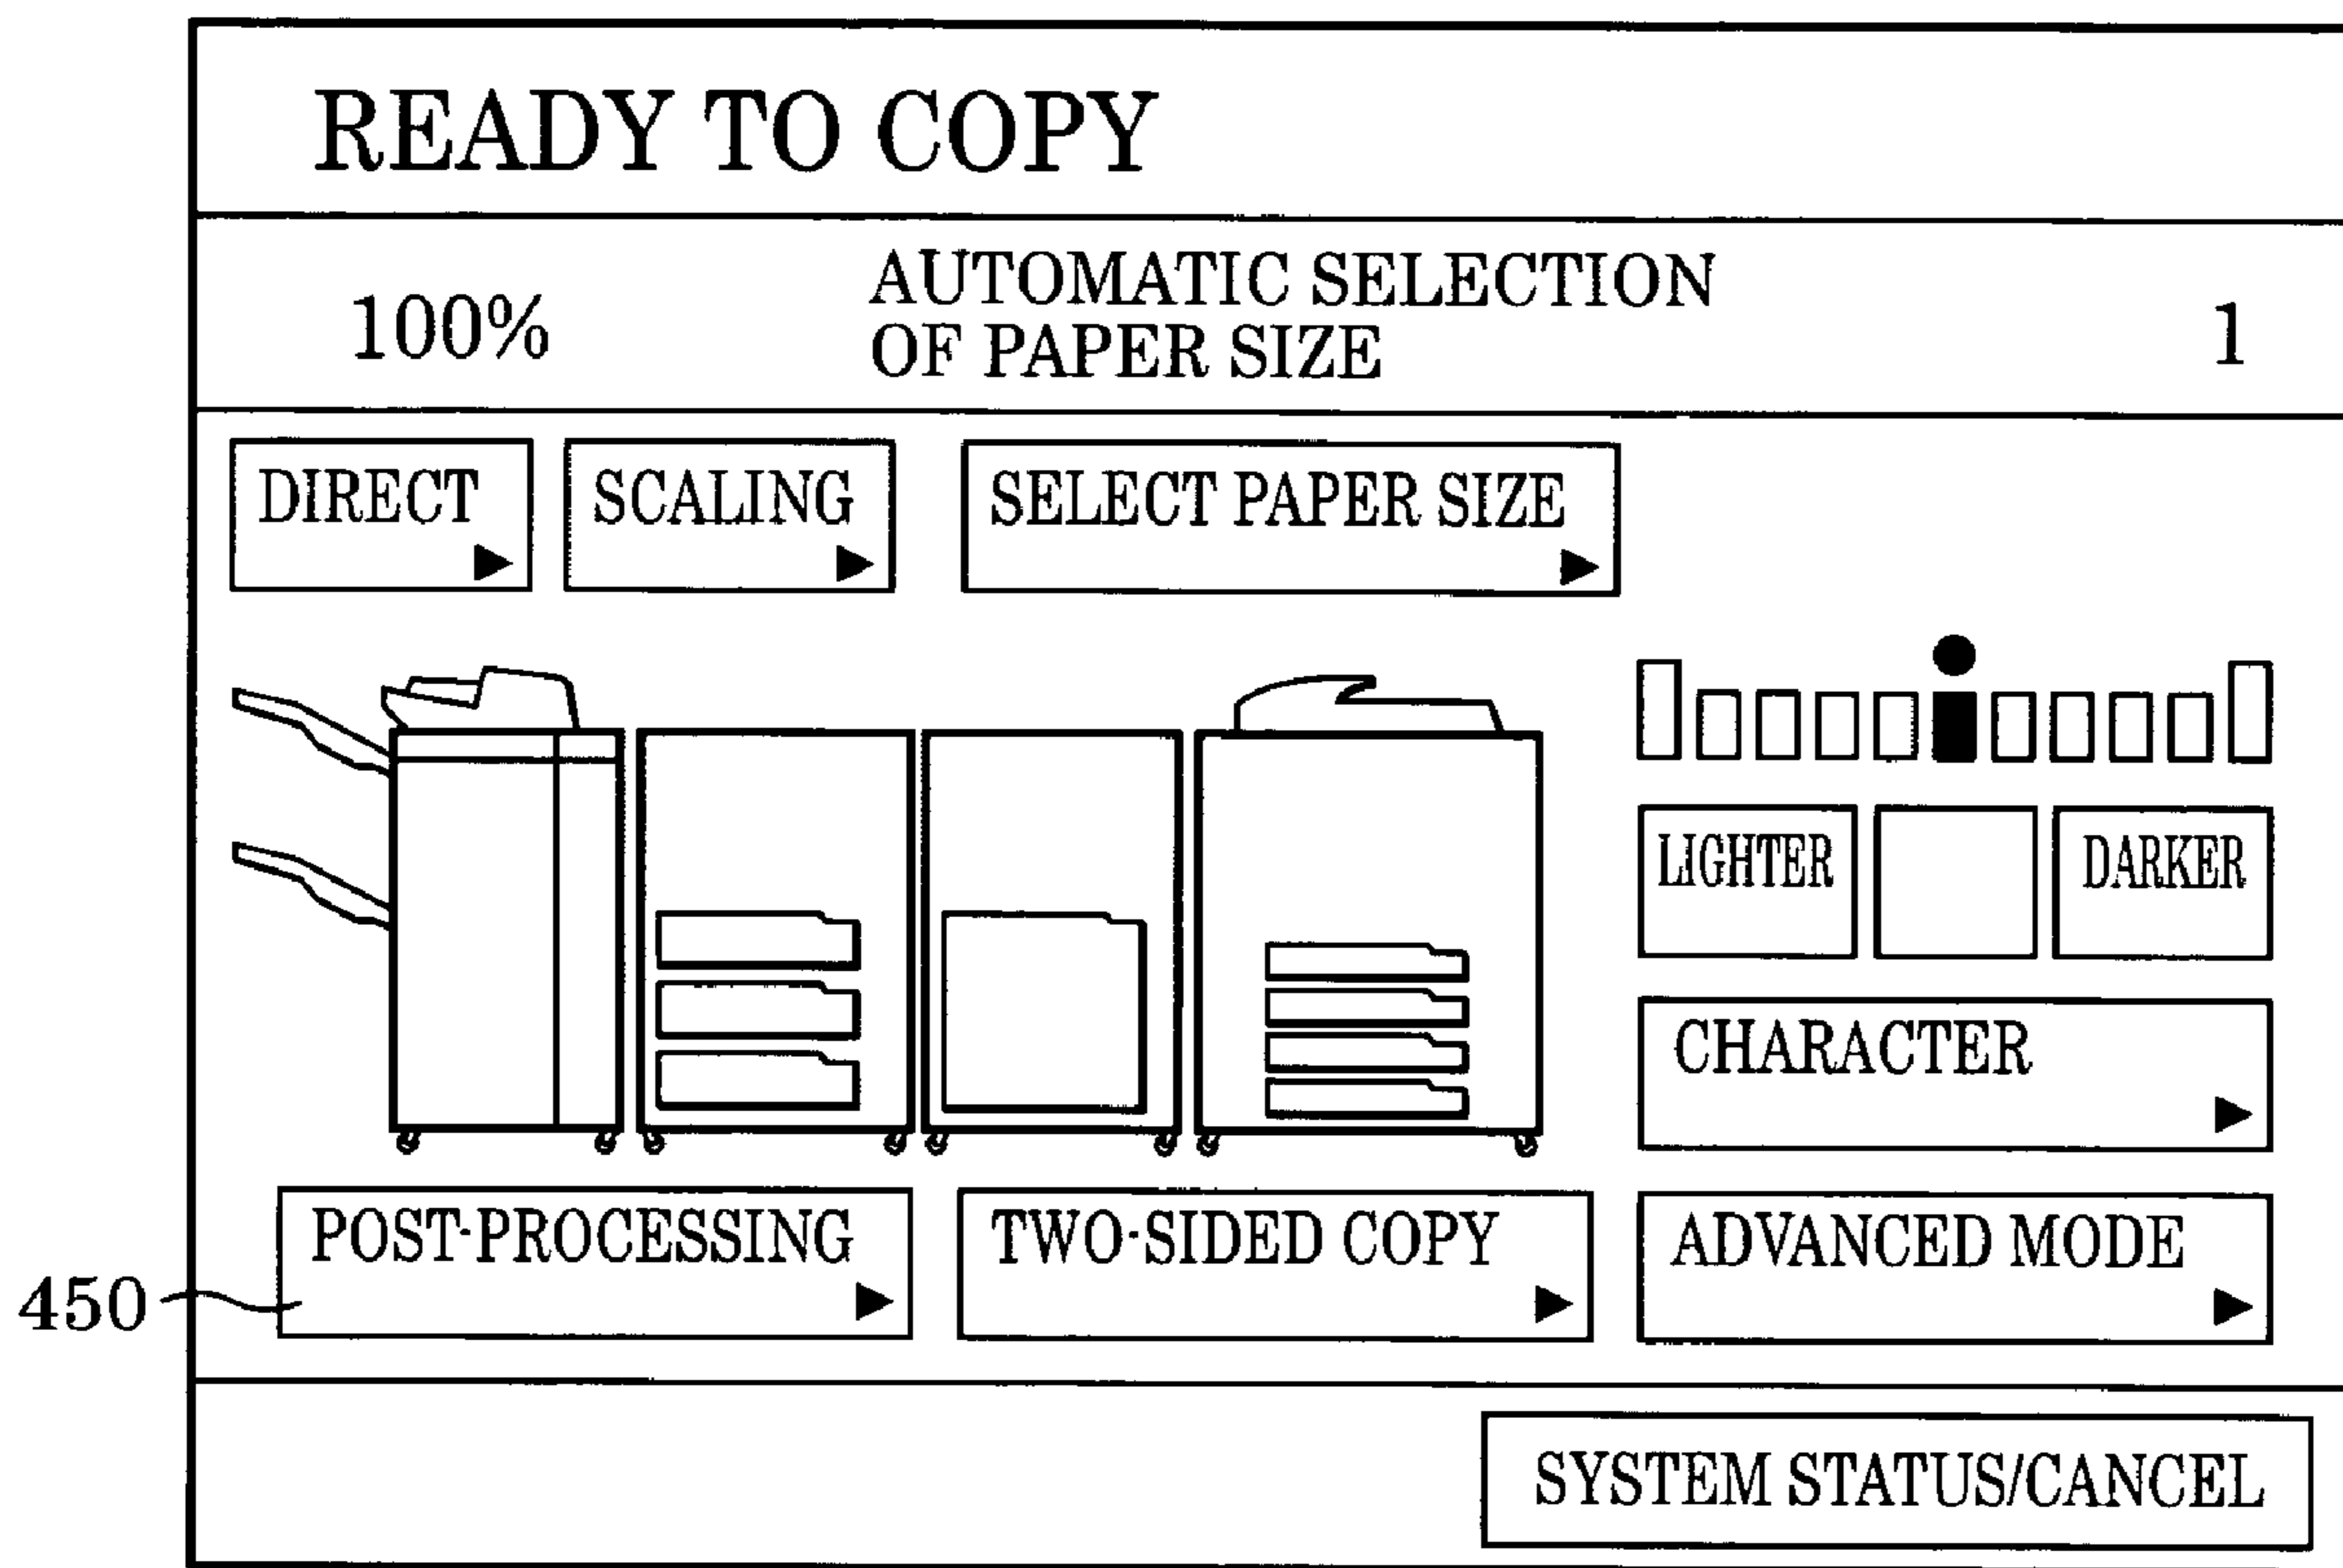 READY TO COPY
100%
AUTOMATIC SELECTION
OF PAPER SIZE
1
DIRECT
SCALING
SELECT PAPER SIZE
LIGHTER
DARKER
CHARACTER
POST-PROCESSING
TWO-SIDED COPY
ADVANCED MODE
450
SYSTEM STATUS/CANCEL